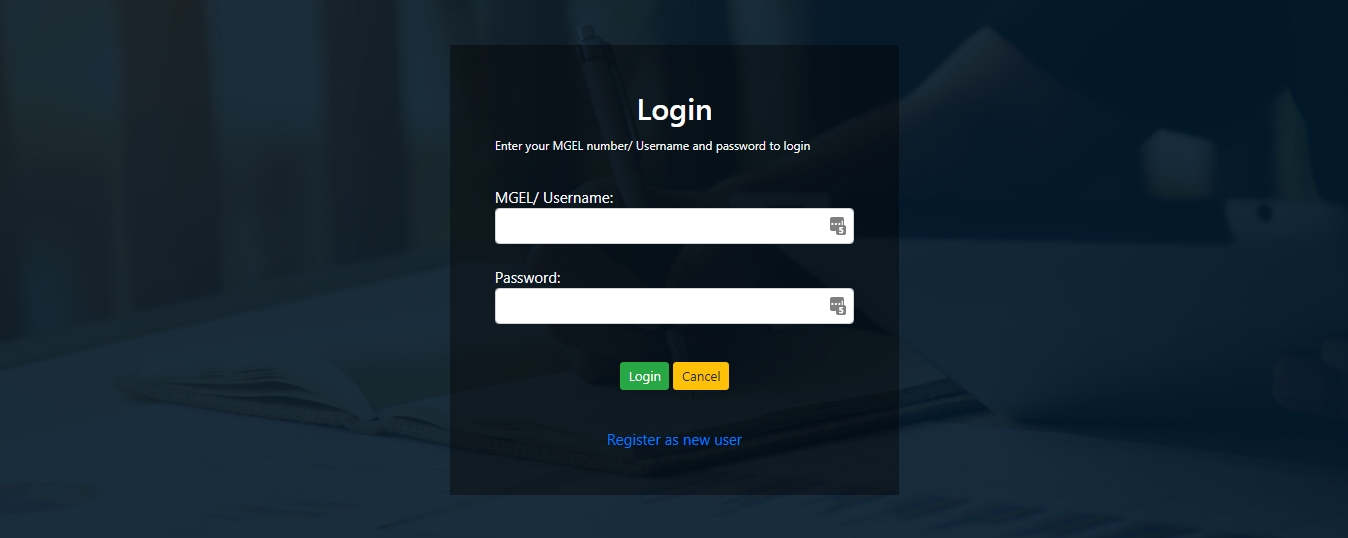 Login
Enter your MGEL number/ Username and password to login
MGEL/ Username:
Password:
Login Cancel
Register as new user